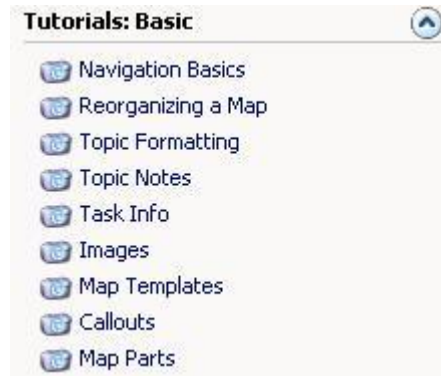 Tutorials: Basic
Navigation Basics
Reorganizing a Map
Topic Formatting
Topic Notes
Task Info
Images
Map Templates
Callouts
Map Parts